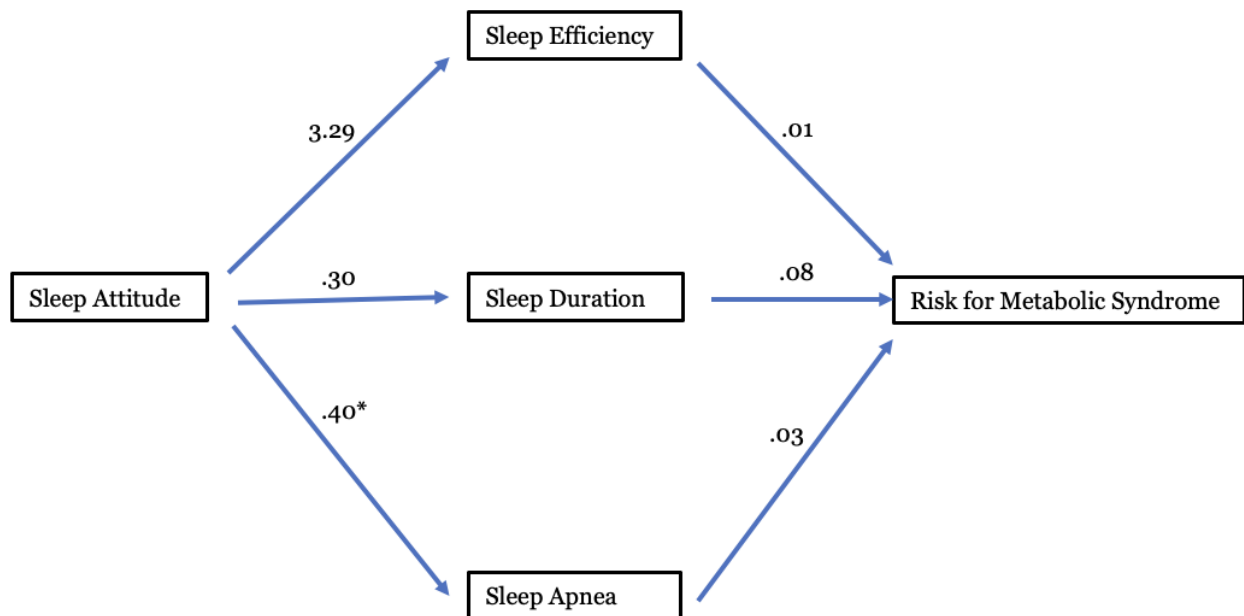 Sleep Efficiency
3.29
.01
Sleep Attitude
.30
Sleep Duration
.08
Risk for Metabolic Syndrome
.40*
.03
Sleep Apnea